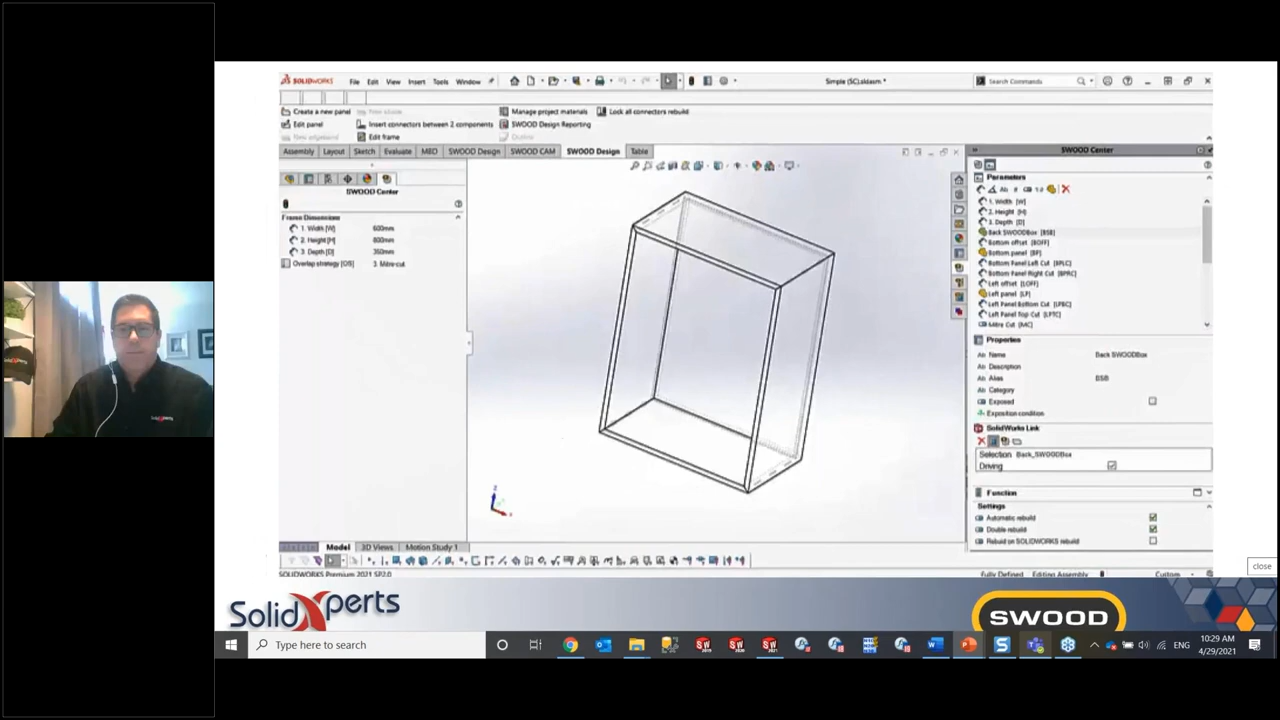 SOLIDWORKS File Edit View Insert Tools Window Simple (SC).sldasm * Search Commands
Create a new panel
Manage project materials Lock all connectors rebuild
Edit panel Insert connectors between 2 components SWOOD Design Reporting
Edit frame
Assembly Layout Sketch Evaluate MBD SWOOD Design SWOOD CAM SWOOD Design Table
SWOOD Center
Frame Dimensions
1. Width [W] 600mm
2. Height [H] 800mm
3. Depth [D] 350mm
Overlap strategy [OS] 3. Mitre cut
SWOOD Center
Parameters
1. Width [W]
2. Height [H]
3. Depth [D]
Back SWOODBox [BSB]
Bottom offset [BOFF]
Bottom panel [BP]
Bottom Panel Left Cut [BPLC]
Bottom Panel Right Cut [BPRC]
Left offset [LOFF]
Left panel [LP]
Left Panel Bottom Cut [LPBC]
Left Panel Top Cut [LPTC]
Mitre Cut [MC]
Properties
Name Back SWOODBox
Description
Alias BSB
Category
Exposed
Exposition condition
SolidWorks Link
Selection Back_SWOODBox
Driving
Function
Settings
Automatic rebuild
Double rebuild
Rebuild on SOLIDWORKS rebuild
Model 3D Views Motion Study 1
SOLIDWORKS Premium 2021 SP2.0 Fully Defined Editing Assembly Custom
close
SolidXperts
SWOOD
Type here to search
ENG
10:29 AM
4/29/2021